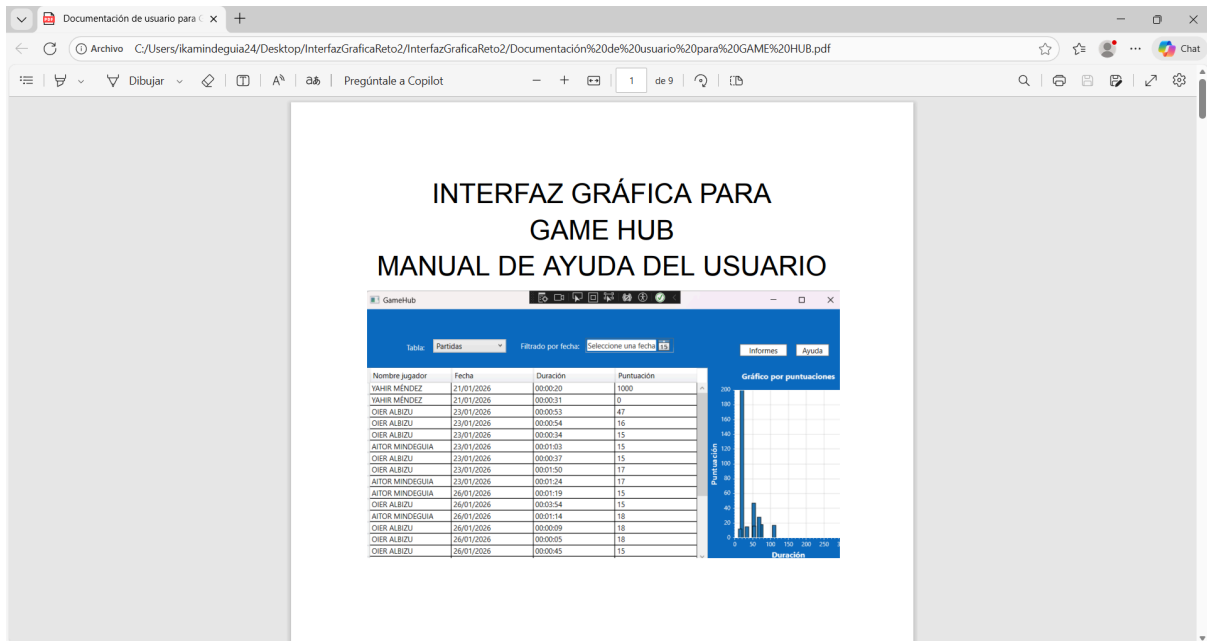 Documentación de usuario para G
Archivo C:/Users/ikamindeguia24/Desktop/InterfazGraficaReto2/InterfazGraficaReto2/Documentación%20de%20usuario%20para%20GAME%20HUB.pdf
Chat
Dibujar
Pregúntale a Copilot
1 de 9
INTERFAZ GRÁFICA PARA
GAME HUB
MANUAL DE AYUDA DEL USUARIO
GameHub
Tabla: Partidas Filtrado por fecha: Seleccione una fecha 15 Informes Ayuda
Nombre jugador Fecha Duración Puntuación
YAHIR MÉNDEZ 21/01/2026 00:00:20 1000
YAHIR MÉNDEZ 21/01/2026 00:00:31 0
OIER ALBIZU 23/01/2026 00:00:53 47
OIER ALBIZU 23/01/2026 00:00:54 16
OIER ALBIZU 23/01/2026 00:00:34 15
AITOR MINDEGUIA 23/01/2026 00:01:03 15
OIER ALBIZU 23/01/2026 00:00:37 15
OIER ALBIZU 23/01/2026 00:01:50 17
AITOR MINDEGUIA 23/01/2026 00:01:24 17
AITOR MINDEGUIA 26/01/2026 00:01:19 15
OIER ALBIZU 26/01/2026 00:03:54 15
AITOR MINDEGUIA 26/01/2026 00:01:14 18
OIER ALBIZU 26/01/2026 00:00:09 18
OIER ALBIZU 26/01/2026 00:00:05 18
OIER ALBIZU 26/01/2026 00:00:45 15
Gráfico por puntuaciones
Puntuación
200
180
160
140
120
100
80
60
40
20
0
0 50 100 150 200 250
Duración